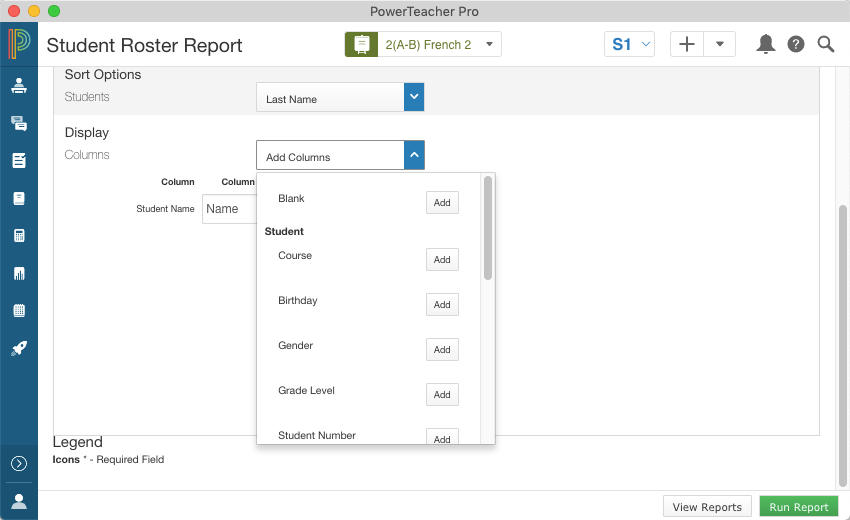 PowerTeacher Pro
Student Roster Report
2(A-B) French 2
S1
Sort Options
Students
Last Name
Display
Columns
Add Columns
Column Column
Student Name Name
Blank Add
Student
Course Add
Birthday Add
Gender Add
Grade Level Add
Student Number Add
Legend
Icons * - Required Field
View Reports Run Report